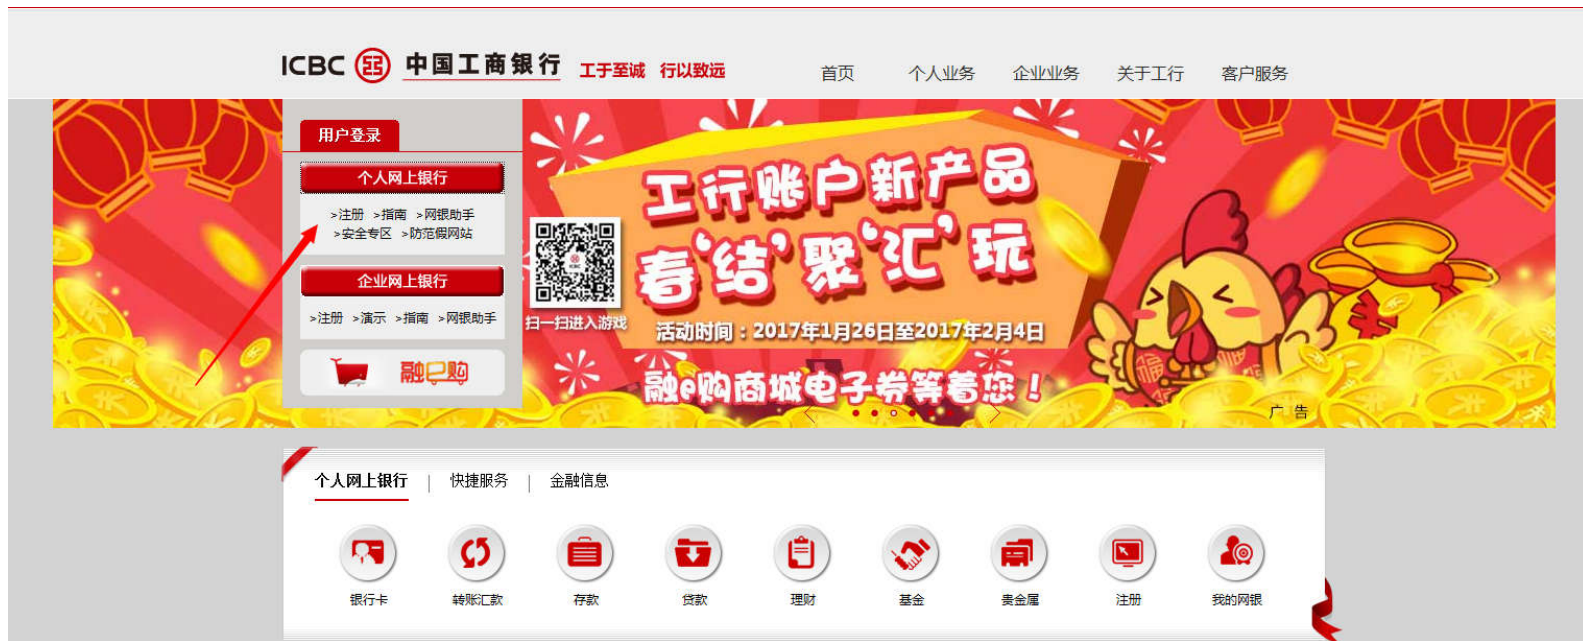 ICBC 中国工商银行 工于至诚 行以致远
首页 个人业务 企业业务 关于工行 客户服务
用户登录
个人网上银行
>注册 >指南 >网银助手
>安全专区 >防范假网站
企业网上银行
>注册 >演示 >指南 >网银助手
融e购
工行账户新产品
春‘结’聚‘汇’玩
ICBC
扫一扫进入游戏
活动时间：2017年1月26日至2017年2月4日
融e购商城电子券等着您！
广告
个人网上银行 | 快捷服务 | 金融信息
银行卡 转账汇款 存款 贷款 理财 基金 贵金属 注册 我的网银